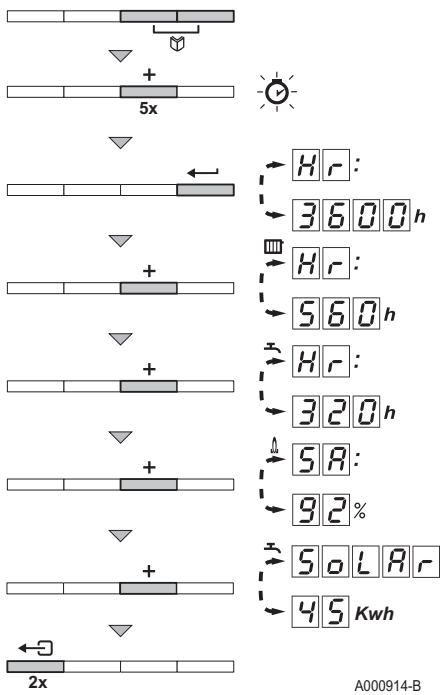 +
5x
Hr:
3600h
+
Hr:
560h
+
Hr:
320h
+
SA:
92%
+
SoLAr
45 Kwh
2x
A000914-B